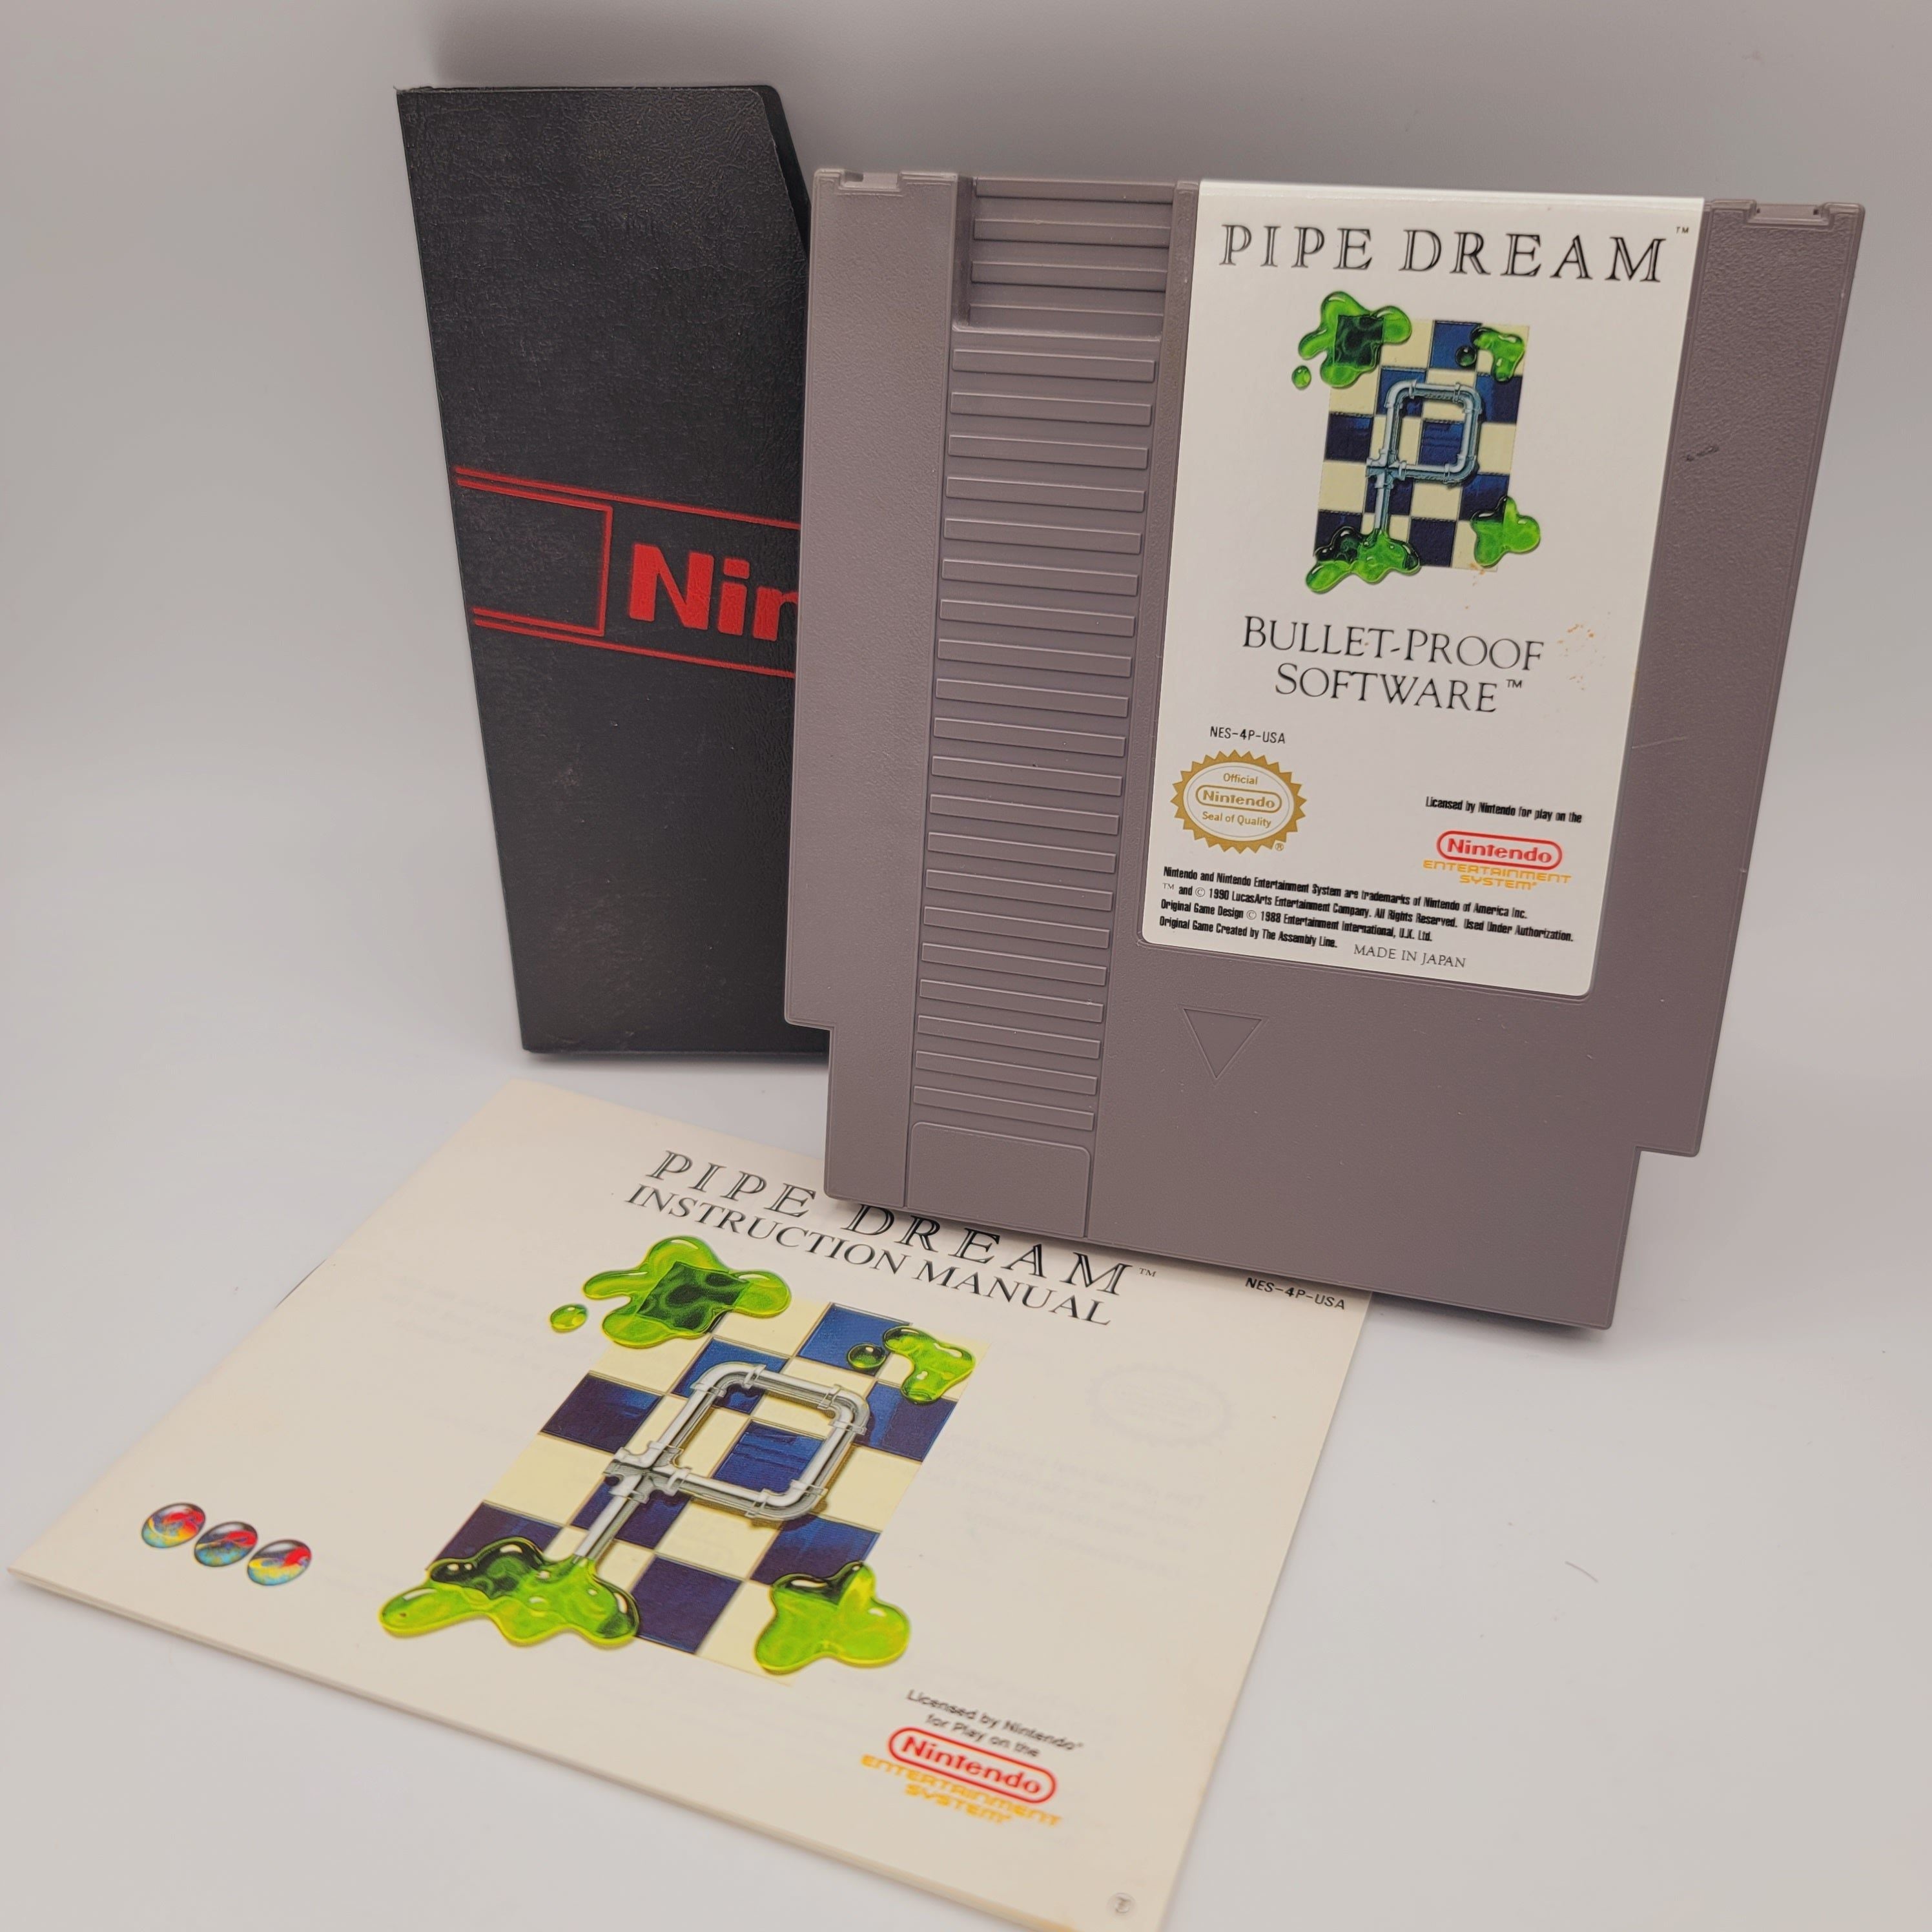 Nin
PIPE DREAM™
BULLET-PROOF
SOFTWARE™
NES-4P-USA
Official
Nintendo
Seal of Quality
®
Licensed by Nintendo for play on the
Nintendo
ENTERTAINMENT
SYSTEM®
Nintendo and Nintendo Entertainment System are trademarks of Nintendo of America Inc.
™ and © 1990 LucasArts Entertainment Company. All Rights Reserved. Used Under Authorization.
Original Game Design © 1988 Entertainment International, U.K. Ltd.
Original Game Created by The Assembly Line.
MADE IN JAPAN
PIPE DREAM™
INSTRUCTION MANUAL
NES-4P-USA
Licensed by Nintendo®
for Play on the
Nintendo
ENTERTAINMENT
SYSTEM®